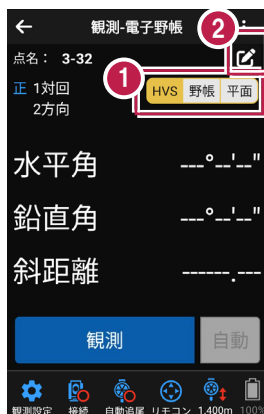 観測-電子野帳
2
点名： 3-32
1
正 1対回
2方向
HVS 野帳 平面
水平角 ---°--'--"
鉛直角 ---°--'--"
斜距離 ------.---
観測 自動
観測設定 接続 自動追尾 リモコン 1,400m 100%